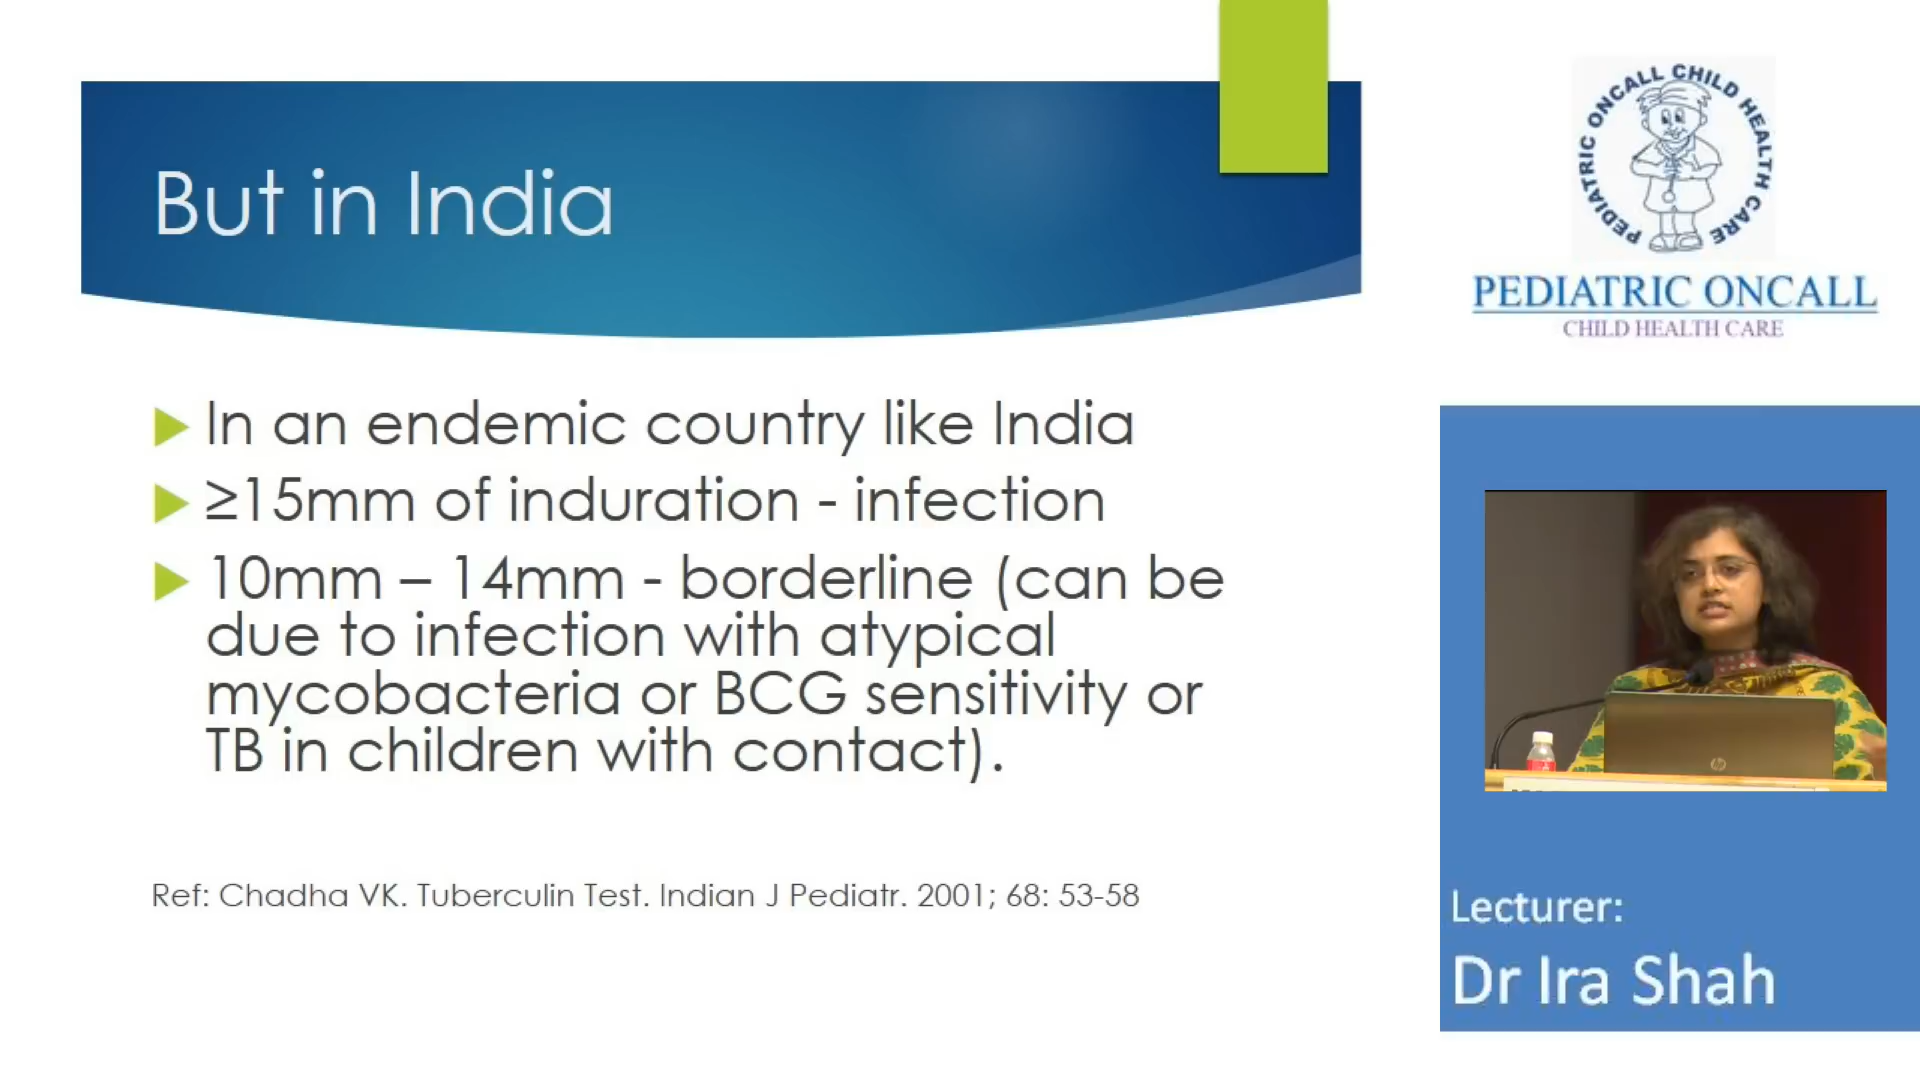 But in India
In an endemic country like India
≥15mm of induration - infection
10mm – 14mm - borderline (can be
due to infection with atypical
mycobacteria or BCG sensitivity or
TB in children with contact).
Ref: Chadha VK. Tuberculin Test. Indian J Pediatr. 2001; 68: 53-58
PEDIATRIC ONCALL CHILD HEALTH CARE
PEDIATRIC ONCALL
CHILD HEALTH CARE
hp
Lecturer:
Dr Ira Shah